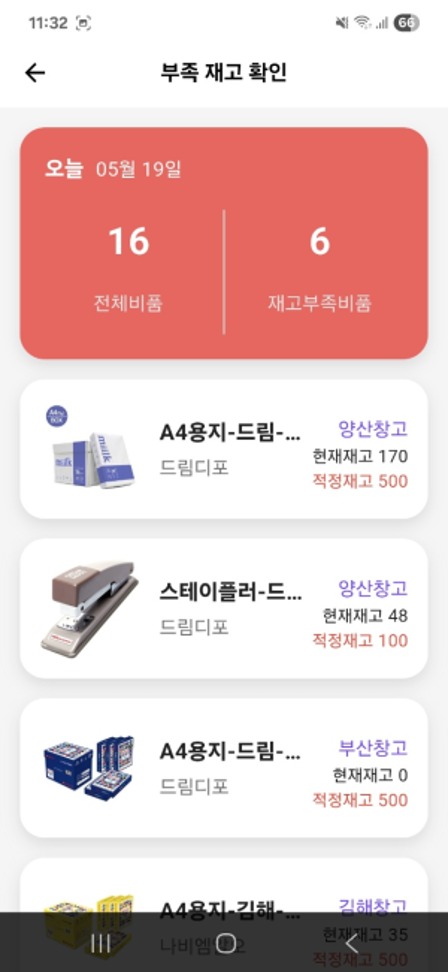 11:32
66
부족 재고 확인
오늘 05월 19일
16
6
전체비품
재고부족비품
A4용지-드림-...
양산창고
드림디포
현재재고 170
적정재고 500
스테이플러-드...
양산창고
드림디포
현재재고 48
적정재고 100
A4용지-드림-...
부산창고
드림디포
현재재고 0
적정재고 500
A4용지-김해-...
김해창고
현재재고 35
적정재고 500